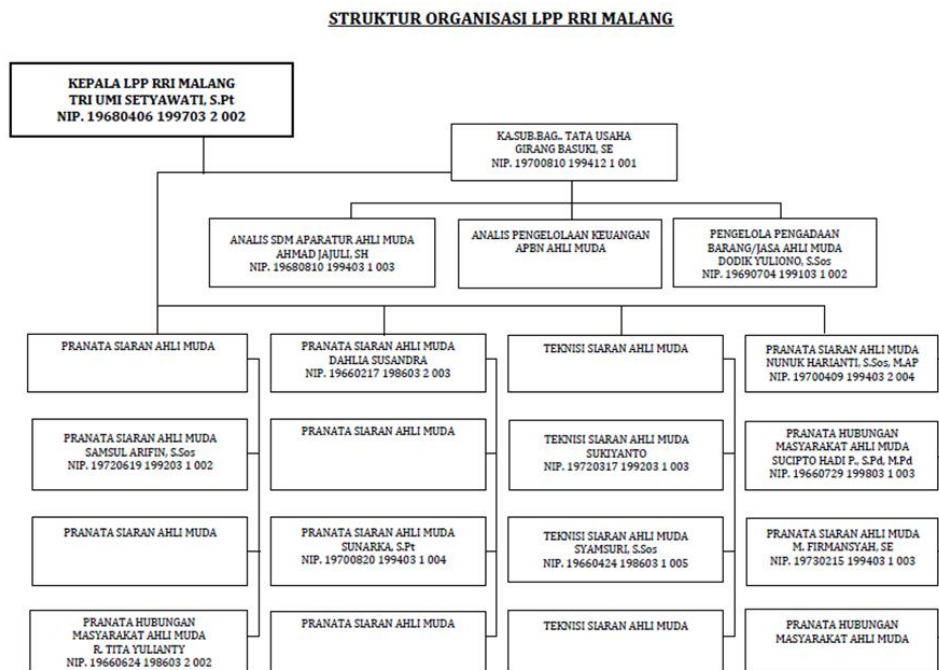 STRUKTUR ORGANISASI LPP RRI MALANG
KEPALA LPP RRI MALANG
TRI UMI SETYAWATI, S.Pt
NIP. 19680406 199703 2 002
KA.SUB.BAG.. TATA USAHA
GIRANG BASUKI, SE
NIP. 19700810 199412 1 001
ANALIS SDM APARATUR AHLI MUDA
AHMAD JAJULI, SH
NIP. 19680810 199403 1 003
ANALIS PENGELOLAAN KEUANGAN
APBN AHLI MUDA
PENGELOLA PENGADAAN
BARANG/JASA AHLI MUDA
DODIK YULIONO, S.Sos
NIP. 19690704 199103 1 002
PRANATA SIARAN AHLI MUDA
PRANATA SIARAN AHLI MUDA
DAHLIA SUSANDRA
NIP. 19660217 198603 2 003
TEKNISI SIARAN AHLI MUDA
PRANATA SIARAN AHLI MUDA
NUNUK HARIANTI, S.Sos, M.AP
NIP. 19700409 199403 2 004
PRANATA SIARAN AHLI MUDA
SAMSUL ARIFIN, S.Sos
NIP. 19720619 199203 1 002
PRANATA SIARAN AHLI MUDA
TEKNISI SIARAN AHLI MUDA
SUKIYANTO
NIP. 19720317 199203 1 003
PRANATA HUBUNGAN
MASYARAKAT AHLI MUDA
SUCIPTO HADI P., S.Pd, M.Pd
NIP. 19660729 199803 1 003
PRANATA SIARAN AHLI MUDA
PRANATA SIARAN AHLI MUDA
SUNARKA, S.Pt
NIP. 19700820 199403 1 004
TEKNISI SIARAN AHLI MUDA
SYAMSURI, S.Sos
NIP. 19660424 198603 1 005
PRANATA SIARAN AHLI MUDA
M. FIRMANSYAH, SE
NIP. 19730215 199403 1 003
PRANATA HUBUNGAN
MASYARAKAT AHLI MUDA
R. TITA YULIANTY
NIP. 19660624 198603 2 002
PRANATA SIARAN AHLI MUDA
TEKNISI SIARAN AHLI MUDA
PRANATA HUBUNGAN
MASYARAKAT AHLI MUDA